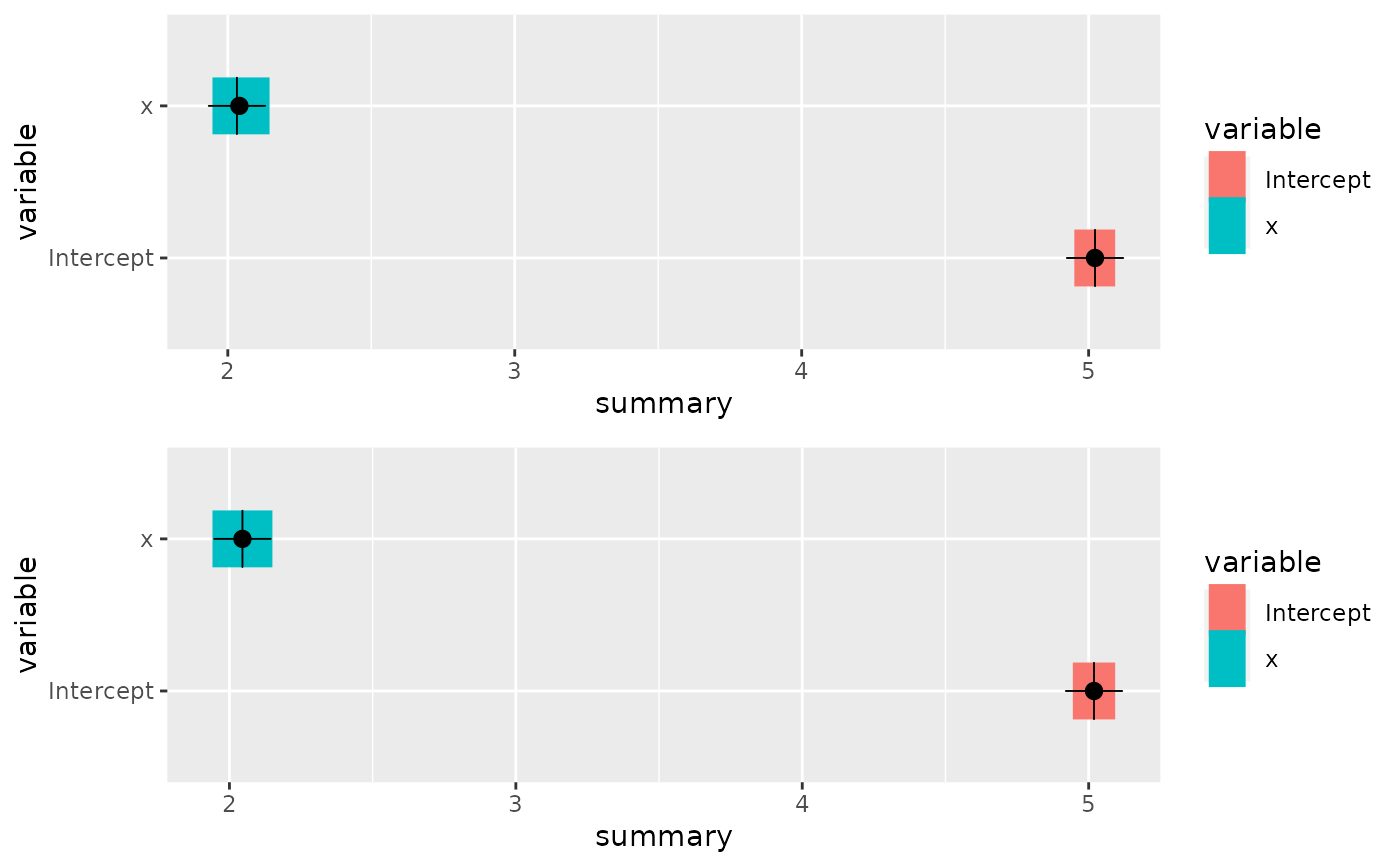 variable
x
Intercept
2 3 4 5
summary
variable
Intercept
x
variable
x
Intercept
2 3 4 5
summary
variable
Intercept
x